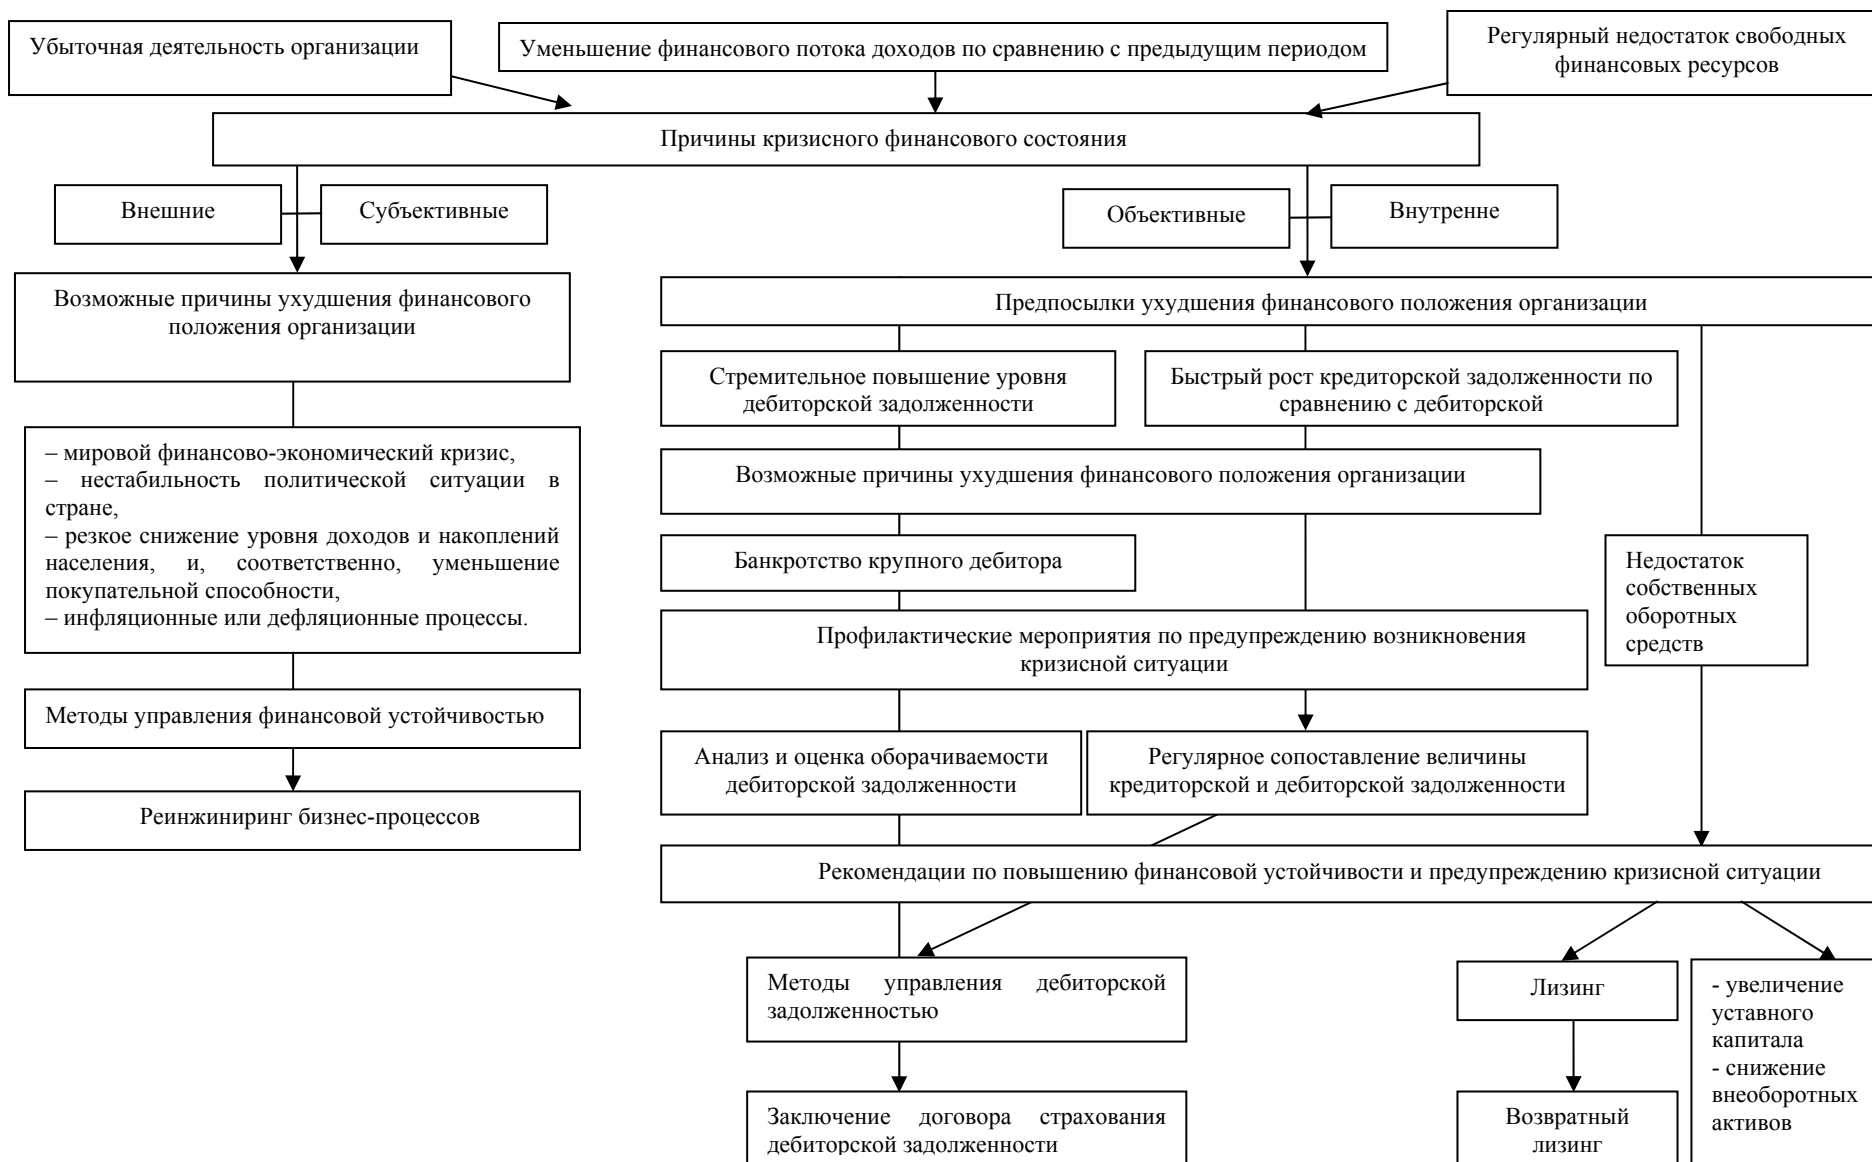 Убыточная деятельность организации
Уменьшение финансового потока доходов по сравнению с предыдущим периодом
Регулярный недостаток свободных
финансовых ресурсов
Причины кризисного финансового состояния
Внешние
Субъективные
Объективные
Внутренне
Возможные причины ухудшения финансового
положения организации
Предпосылки ухудшения финансового положения организации
Стремительное повышение уровня
дебиторской задолженности
Быстрый рост кредиторской задолженности по
сравнению с дебиторской
– мировой финансово-экономический кризис,
– нестабильность политической ситуации в
стране,
– резкое снижение уровня доходов и накоплений
населения, и, соответственно, уменьшение
покупательной способности,
– инфляционные или дефляционные процессы.
Возможные причины ухудшения финансового положения организации
Банкротство крупного дебитора
Недостаток
собственных
оборотных
средств
Профилактические мероприятия по предупреждению возникновения
кризисной ситуации
Методы управления финансовой устойчивостью
Анализ и оценка оборачиваемости
дебиторской задолженности
Регулярное сопоставление величины
кредиторской и дебиторской задолженности
Реинжиниринг бизнес-процессов
Рекомендации по повышению финансовой устойчивости и предупреждению кризисной ситуации
Методы управления дебиторской
задолженностью
Лизинг
- увеличение
уставного
капитала
- снижение
внеоборотных
активов
Заключение договора страхования
дебиторской задолженности
Возвратный
лизинг